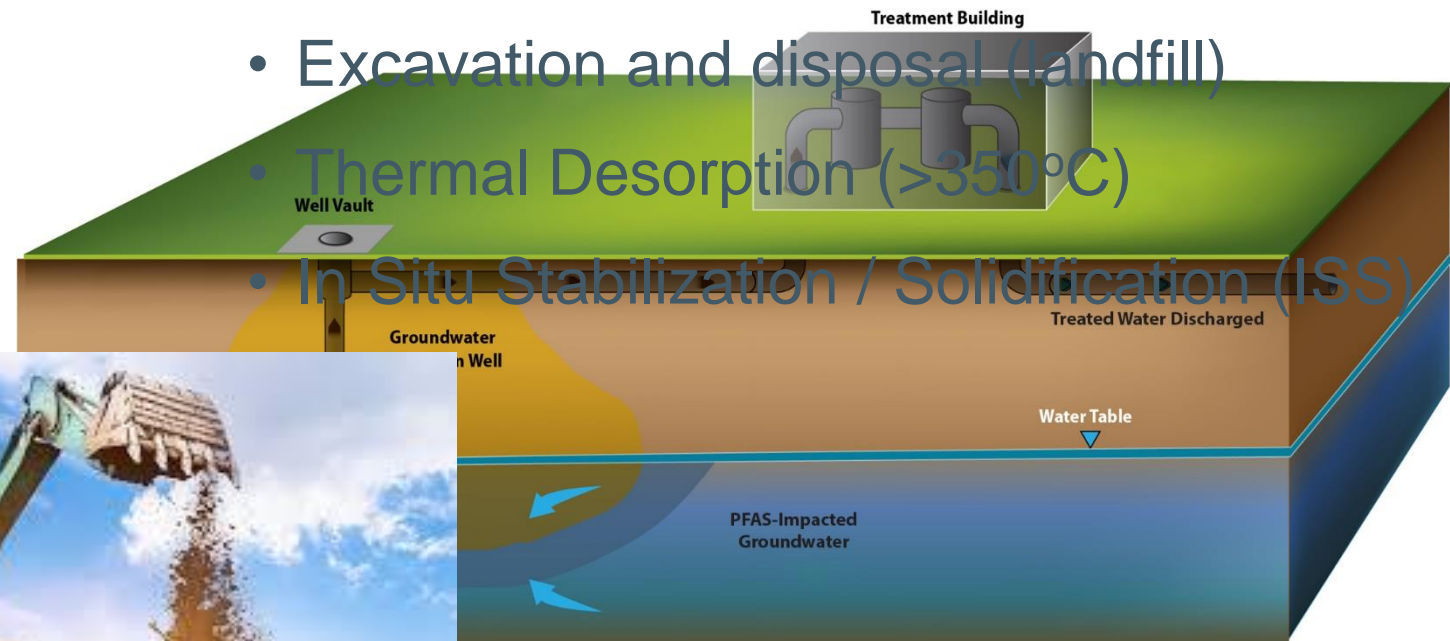 Treatment Building
• Excavation and disposal (landfill)
• Thermal Desorption (>350ºC)
Well Vault
• In Situ Stabilization / Solidification (ISS)
Treated Water Discharged
Groundwater
Well
Water Table
PFAS-Impacted
Groundwater